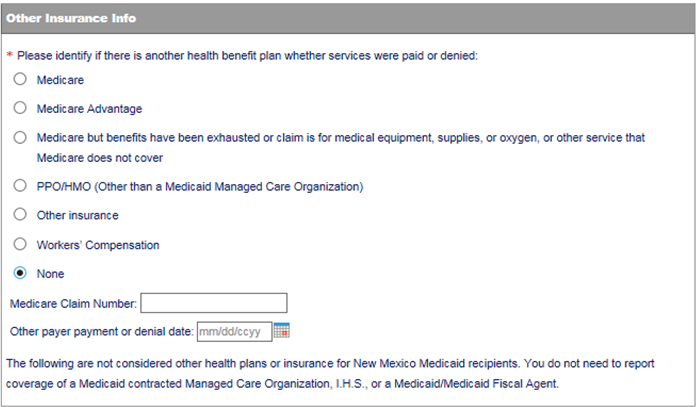 Other Insurance Info
* Please identify if there is another health benefit plan whether services were paid or denied:
Medicare
Medicare Advantage
Medicare but benefits have been exhausted or claim is for medical equipment, supplies, or oxygen, or other service that
Medicare does not cover
PPO/HMO (Other than a Medicaid Managed Care Organization)
Other insurance
Workers' Compensation
None
Medicare Claim Number:
Other payer payment or denial date: mm/dd/ccyy
The following are not considered other health plans or insurance for New Mexico Medicaid recipients. You do not need to report
coverage of a Medicaid contracted Managed Care Organization, I.H.S., or a Medicaid/Medicaid Fiscal Agent.